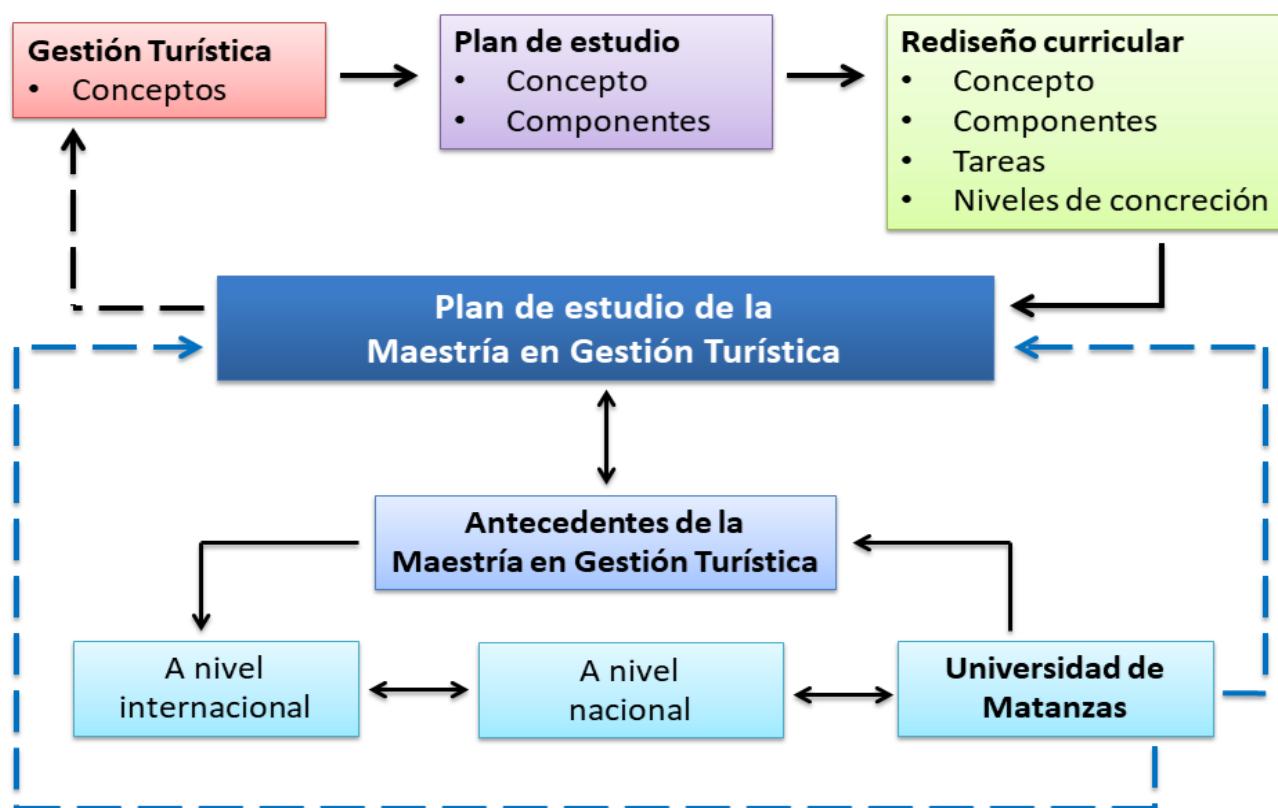 Gestión Turística
• Conceptos
Plan de estudio
• Concepto
• Componentes
Rediseño curricular
• Concepto
• Componentes
• Tareas
• Niveles de concreción
Plan de estudio de la
Maestría en Gestión Turística
Antecedentes de la
Maestría en Gestión Turística
A nivel
internacional
A nivel
nacional
Universidad de
Matanzas